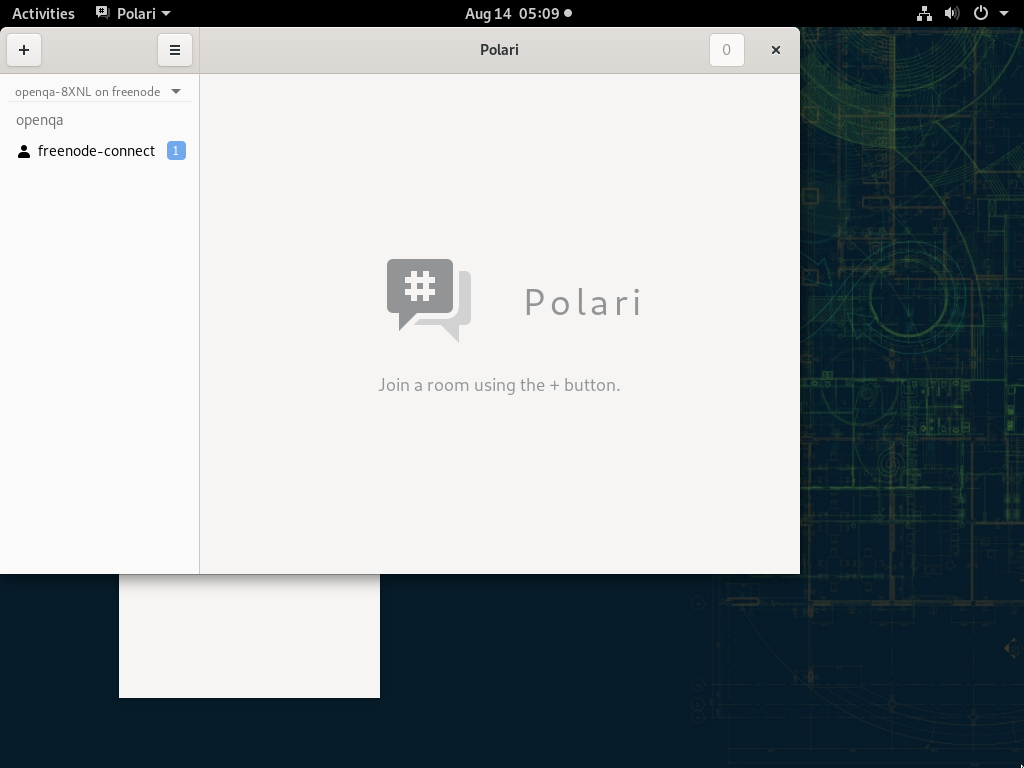 Activities Polari Aug 14 05:09
Polari 0
openqa-8XNL on freenode
openqa
freenode-connect 1
Polari
Join a room using the + button.